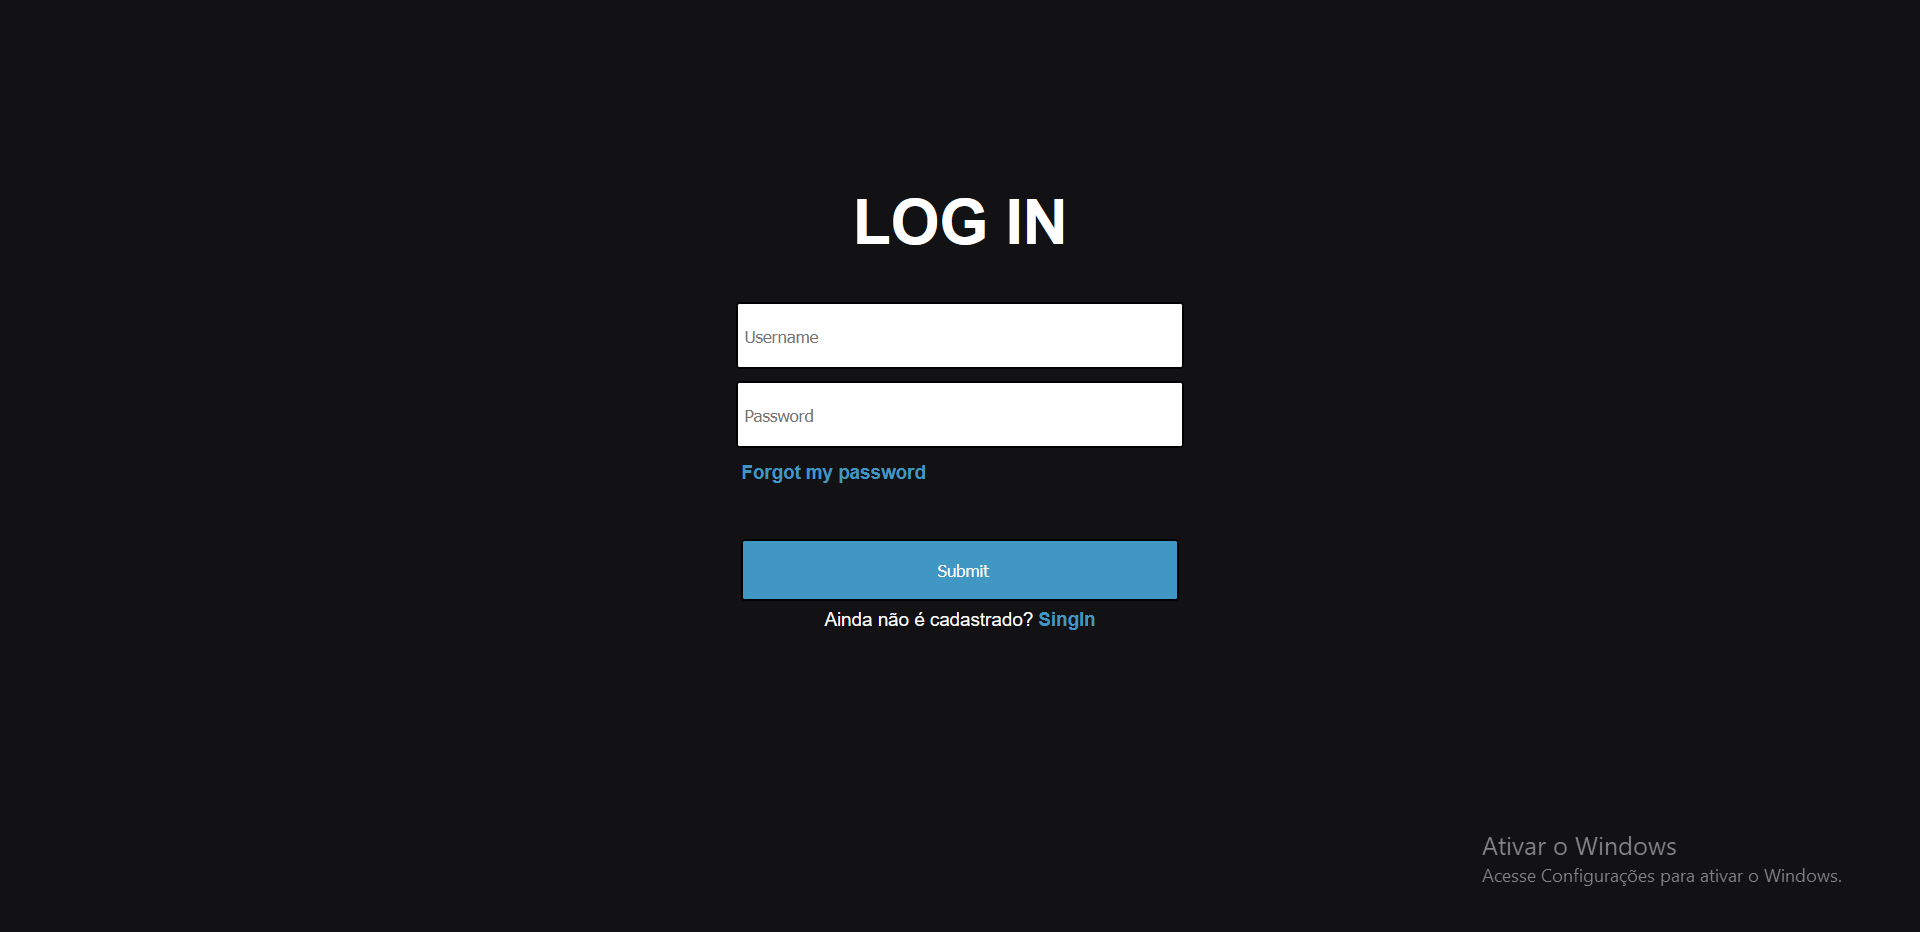 LOG IN
Username
Password
Forgot my password
Submit
Ainda não é cadastrado? SingIn
Ativar o Windows
Acesse Configurações para ativar o Windows.